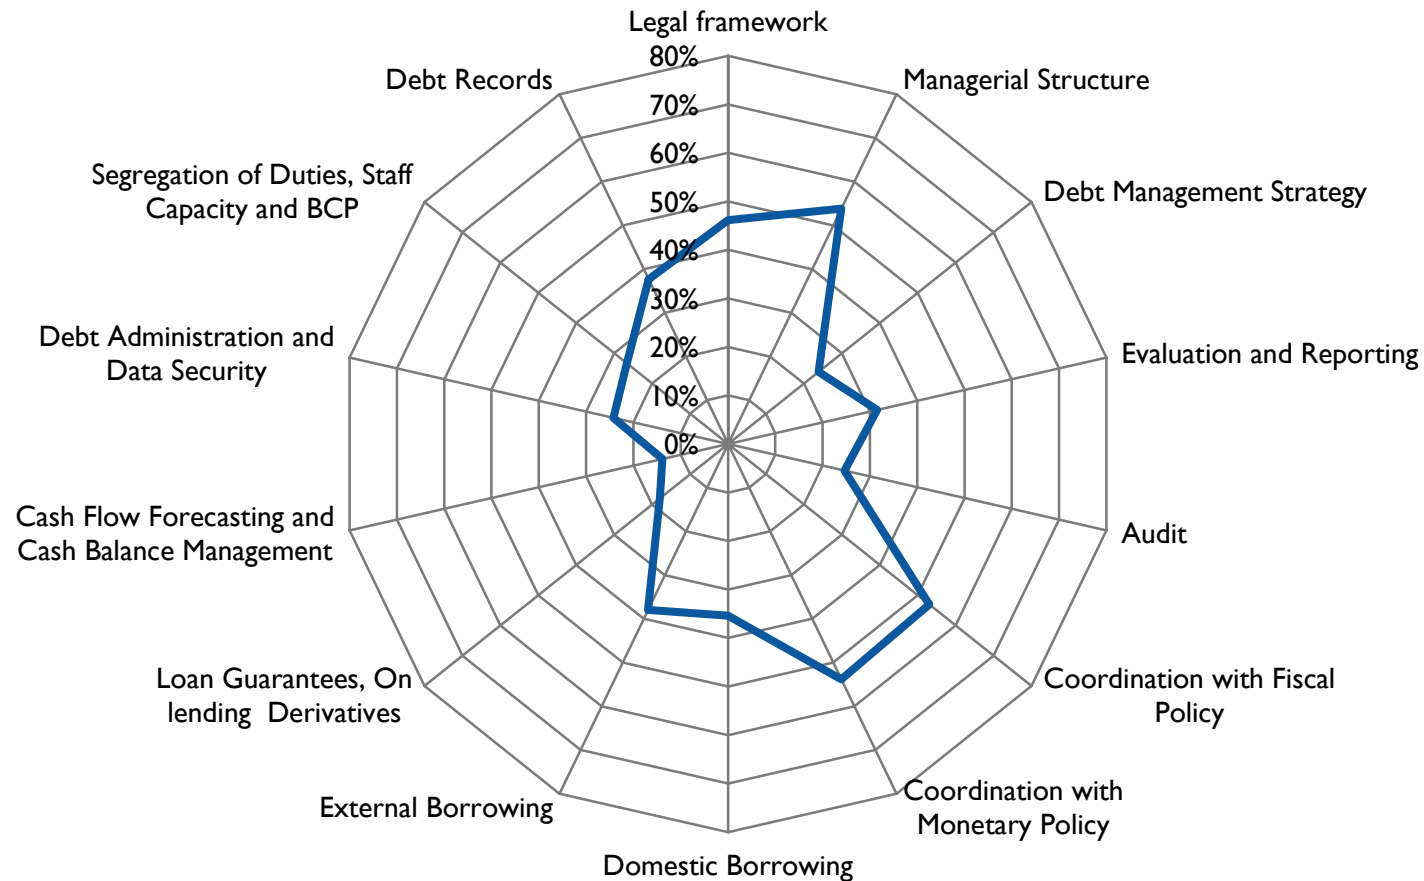 Legal framework
80%
70%
60%
50%
40%
30%
20%
10%
0%
Managerial Structure
Debt Management Strategy
Evaluation and Reporting
Audit
Coordination with Fiscal
Policy
Coordination with
Monetary Policy
Domestic Borrowing
External Borrowing
Loan Guarantees, On
lending  Derivatives
Cash Flow Forecasting and
Cash Balance Management
Debt Administration and
Data Security
Segregation of Duties, Staff
Capacity and BCP
Debt Records